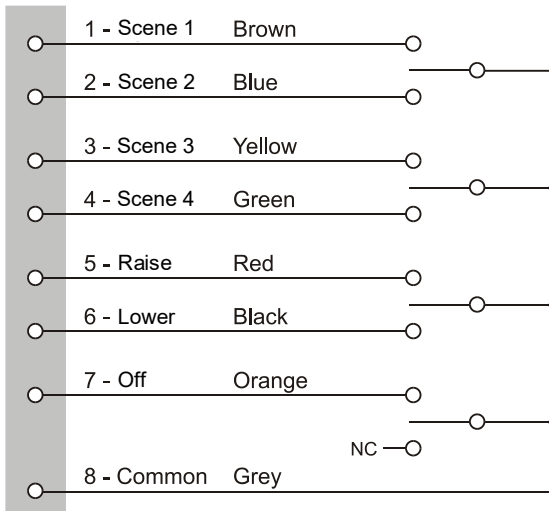 1 - Scene 1 Brown
2 - Scene 2 Blue
3 - Scene 3 Yellow
4 - Scene 4 Green
5 - Raise Red
6 - Lower Black
7 - Off Orange
NC
8 - Common Grey